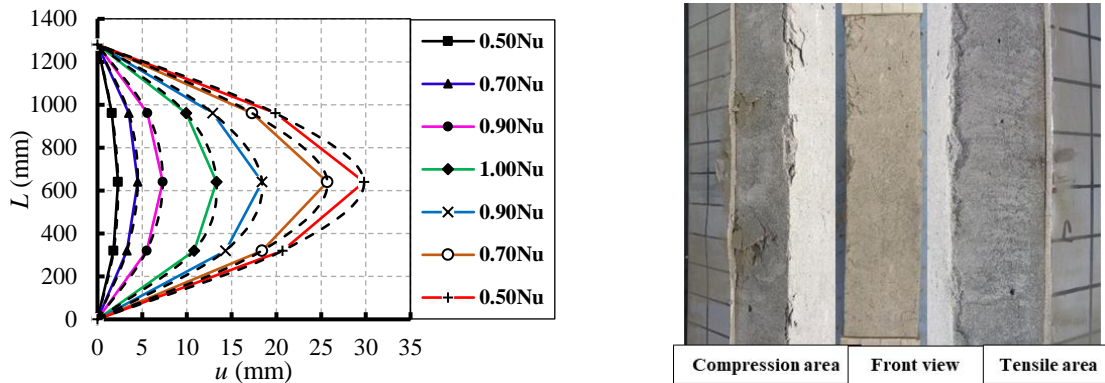 1400
1200
1000
800
600
400
200
0
L (mm)
0 5 10 15 20 25 30 35
u (mm)
0.50Nu
0.70Nu
0.90Nu
1.00Nu
0.90Nu
0.70Nu
0.50Nu
Compression area Front view Tensile area